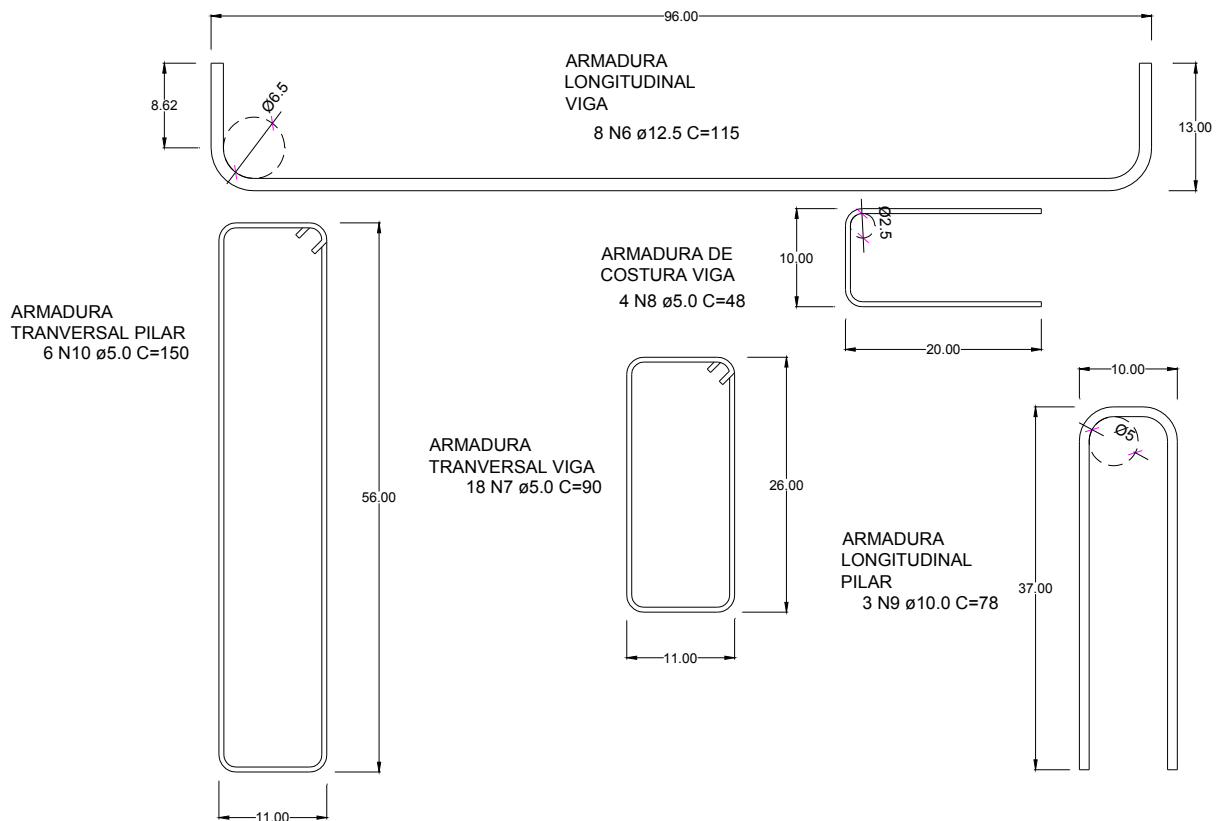 96.00
ARMADURA
LONGITUDINAL
VIGA
8 N6 ø12.5 C=115
8.62
Ø6.5
13.00
ARMADURA
TRANVERSAL PILAR
6 N10 ø5.0 C=150
56.00
11.00
ARMADURA DE
COSTURA VIGA
4 N8 ø5.0 C=48
10.00
Ø2.5
20.00
ARMADURA
TRANVERSAL VIGA
18 N7 ø5.0 C=90
26.00
11.00
ARMADURA
LONGITUDINAL
PILAR
3 N9 ø10.0 C=78
10.00
Ø5
37.00